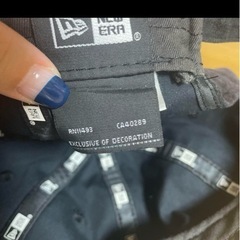 NEW ERA
®
RN11493 CA40289
EXCLUSIVE OF DECORATION